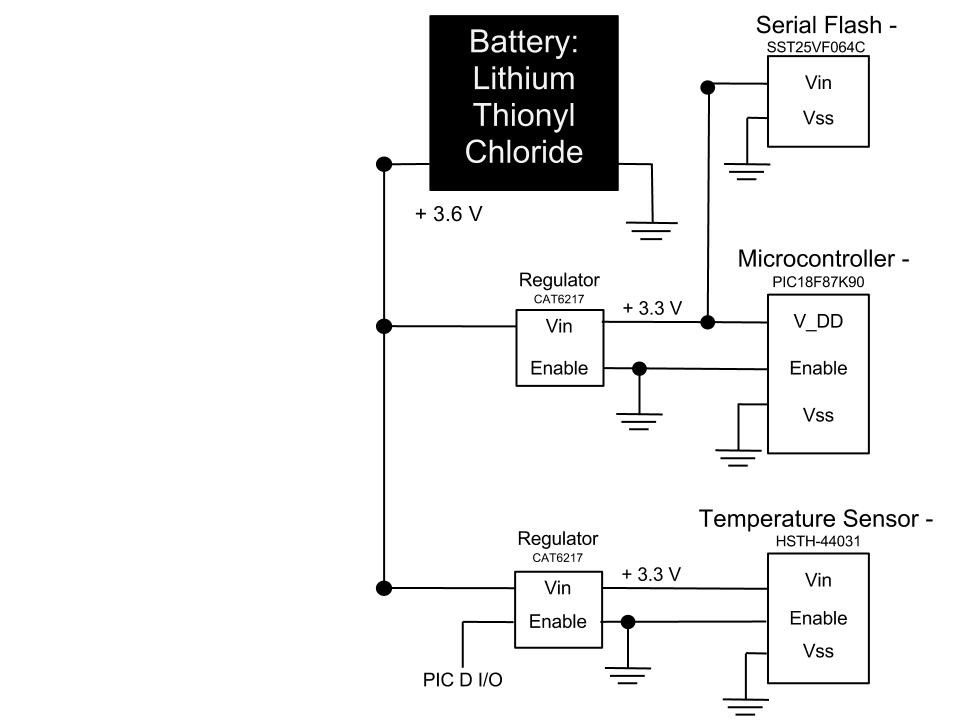 Battery:
Lithium
Thionyl
Chloride
+ 3.6 V
Serial Flash -
SST25VF064C
Vin
Vss
Regulator
CAT6217
Vin
Enable
+ 3.3 V
Microcontroller -
PIC18F87K90
V_DD
Enable
Vss
Regulator
CAT6217
Vin
Enable
PIC D I/O
+ 3.3 V
Temperature Sensor -
HSTH-44031
Vin
Enable
Vss